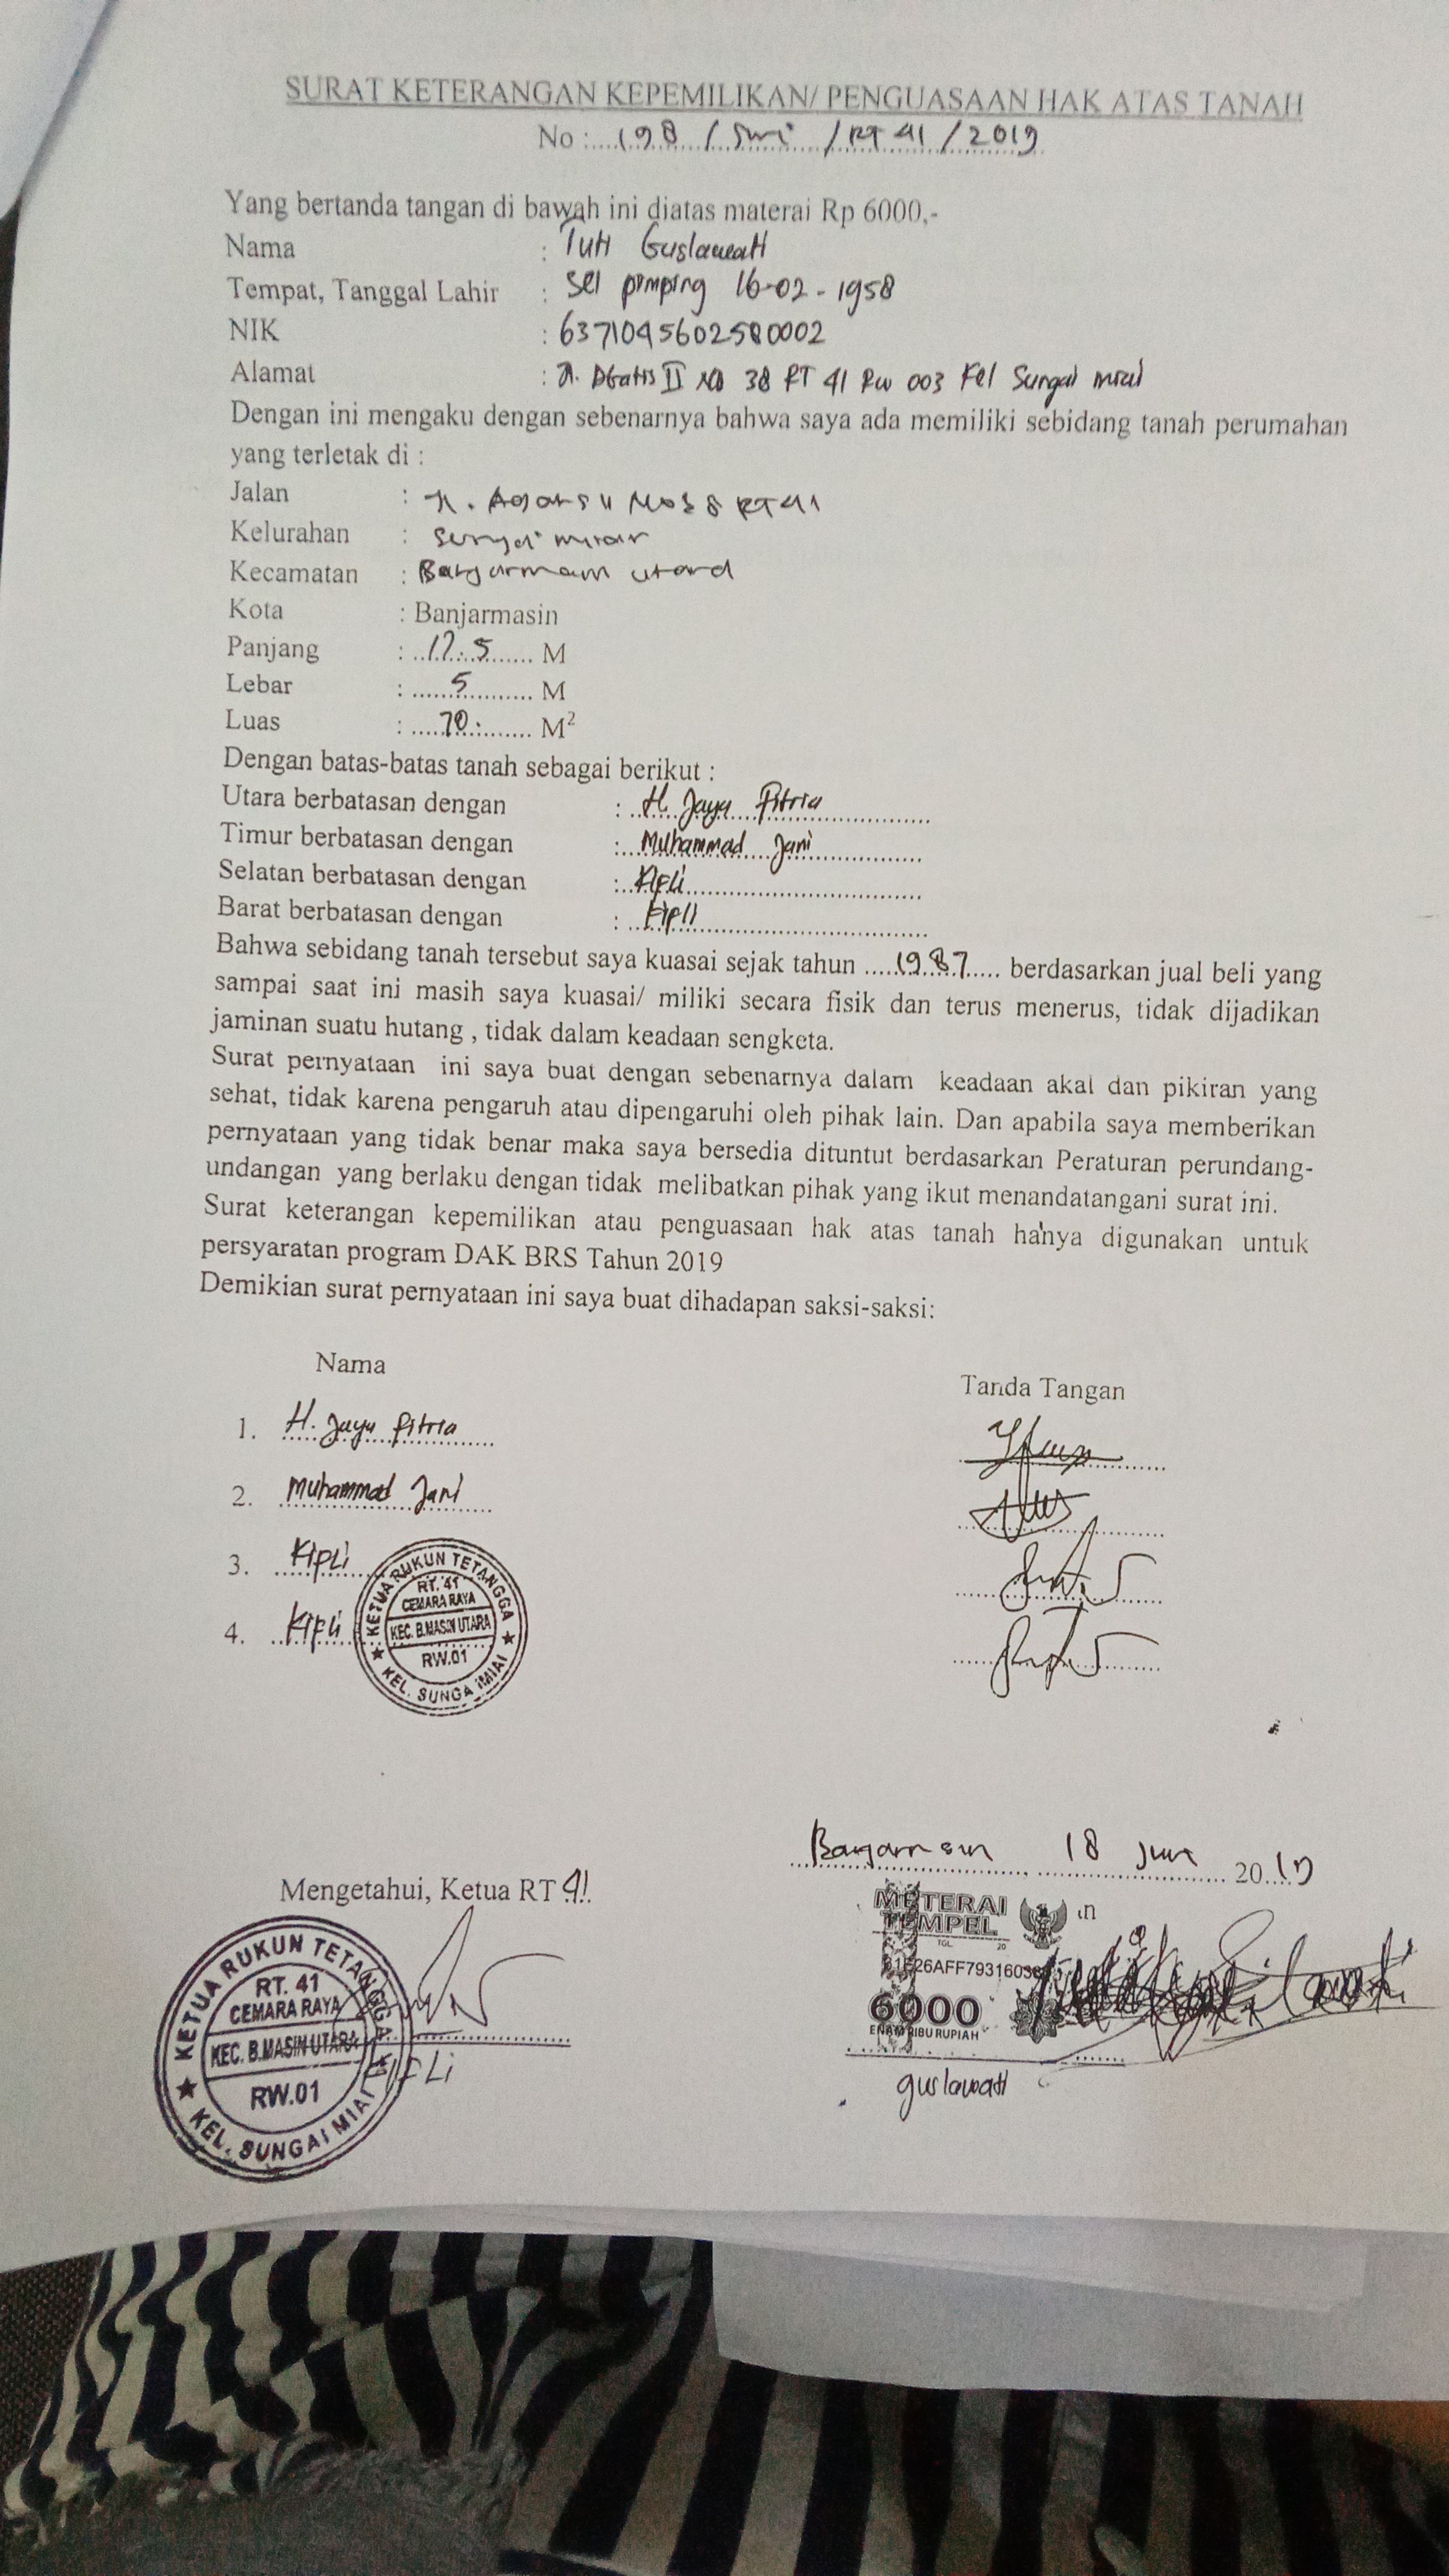 SURAT KETERANGAN KEPEMILIKAN/ PENGUASAAN HAK ATAS TANAH
No : 198 / Smi / RT 41 / 2019
Yang bertanda tangan di bawah ini diatas materai Rp 6000,-
Nama : Tuti Guslawati
Tempat, Tanggal Lahir : Sei pimping 16-02-1958
NIK : 6371045602580002
Alamat : Jl. AGatis II No 38 RT 41 RW 003 Kel Sungai miai
Dengan ini mengaku dengan sebenarnya bahwa saya ada memiliki sebidang tanah perumahan
yang terletak di :
Jalan : Jl. Agatis II No 38 RT 41
Kelurahan : Sungai miai
Kecamatan : Banjarmasin utara
Kota : Banjarmasin
Panjang : 17.5 M
Lebar : 5 M
Luas : 70 M²
Dengan batas-batas tanah sebagai berikut :
Utara berbatasan dengan : H. Jaya Fitria
Timur berbatasan dengan : Muhammad Jani
Selatan berbatasan dengan : Kipli
Barat berbatasan dengan : Kipli
Bahwa sebidang tanah tersebut saya kuasai sejak tahun 1987 berdasarkan jual beli yang
sampai saat ini masih saya kuasai/ miliki secara fisik dan terus menerus, tidak dijadikan
jaminan suatu hutang , tidak dalam keadaan sengketa.
Surat pernyataan ini saya buat dengan sebenarnya dalam keadaan akal dan pikiran yang
sehat, tidak karena pengaruh atau dipengaruhi oleh pihak lain. Dan apabila saya memberikan
pernyataan yang tidak benar maka saya bersedia dituntut berdasarkan Peraturan perundang-
undangan yang berlaku dengan tidak melibatkan pihak yang ikut menandatangani surat ini.
Surat keterangan kepemilikan atau penguasaan hak atas tanah hanya digunakan untuk
persyaratan program DAK BRS Tahun 2019
Demikian surat pernyataan ini saya buat dihadapan saksi-saksi:
Nama Tanda Tangan
1. H. Jaya fitria
2. Muhammad Jani
3. Kipli
4. Kipli
KETUA RUKUN TETANGGA
RT. 41
CEMARA RAYA
KEC. B.MASIN UTARA
RW.01
KEL. SUNGAI MIAI
Banjarmasin 18 Juni 2019
Mengetahui, Ketua RT 41
METERAI
TEMPEL
TGL 20
6000
ENAM RIBU RUPIAH
KETUA RUKUN TETANGGA
RT. 41
CEMARA RAYA
KEC. B.MASIN UTARA
RW.01
KEL. SUNGAI MIAI
KIPLi
guslawati